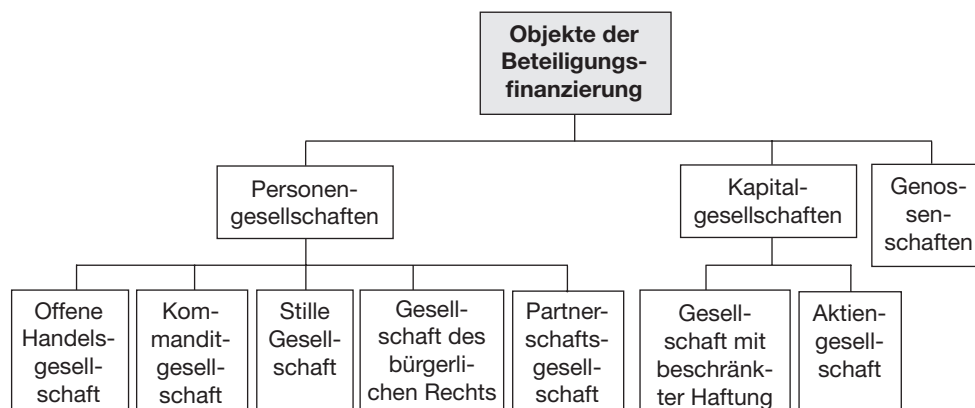 Objekte der
Beteiligungs-
finanzierung
Personen-
gesellschaften
Kapital-
gesellschaften
Genos-
sen-
schaften
Offene
Handels-
gesell-
schaft
Kom-
mandit-
gesell-
schaft
Stille
Gesell-
schaft
Gesell-
schaft des
bürgerli-
chen Rechts
Partner-
schafts-
gesell-
schaft
Gesell-
schaft mit
beschränk-
ter Haftung
Aktien-
gesell-
schaft